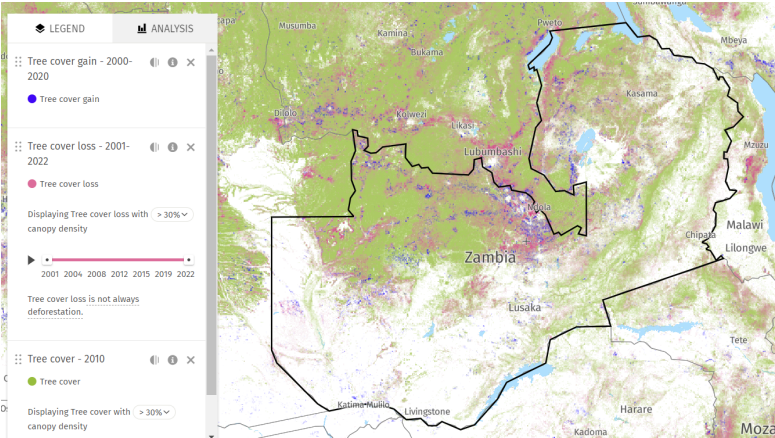 LEGEND
ANALYSIS
Tree cover gain - 2000-
2020
Tree cover gain
Tree cover loss - 2001-
2022
Tree cover loss
Displaying Tree cover loss with
> 30%
canopy density
2001 2004 2008 2012 2015 2019 2022
Tree cover loss is not always
deforestation.
Tree cover - 2010
Tree cover
Displaying Tree cover with
> 30%
canopy density
Musumba
Kamina
Bukama
Pweto
Mbeya
Kasama
Dilolo
Kolwezi
Likasi
Lubumbashi
Mzuzu
Ndola
Malawi
Chipata
Lilongwe
Zambia
Lusaka
Tete
Katima Mulilo
Livingstone
Harare
Kadoma
Moza